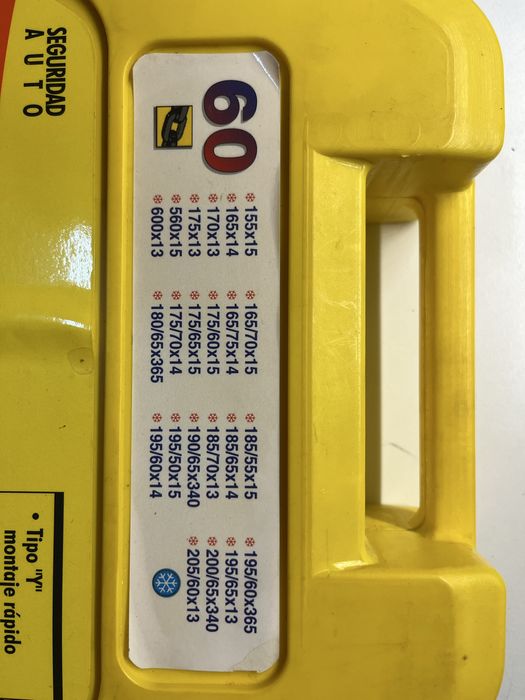 60
155x15
165x14
170x13
175x13
560x15
600x13
165/70x15
165/75x14
175/60x15
175/65x15
175/70x14
180/65x365
185/55x15
185/65x14
185/70x13
190/65x340
195/50x15
195/60x14
195/60x365
195/65x13
200/65x340
205/60x13
SEGURIDAD
AUTO
• Tipo "Y"
montaje rápido